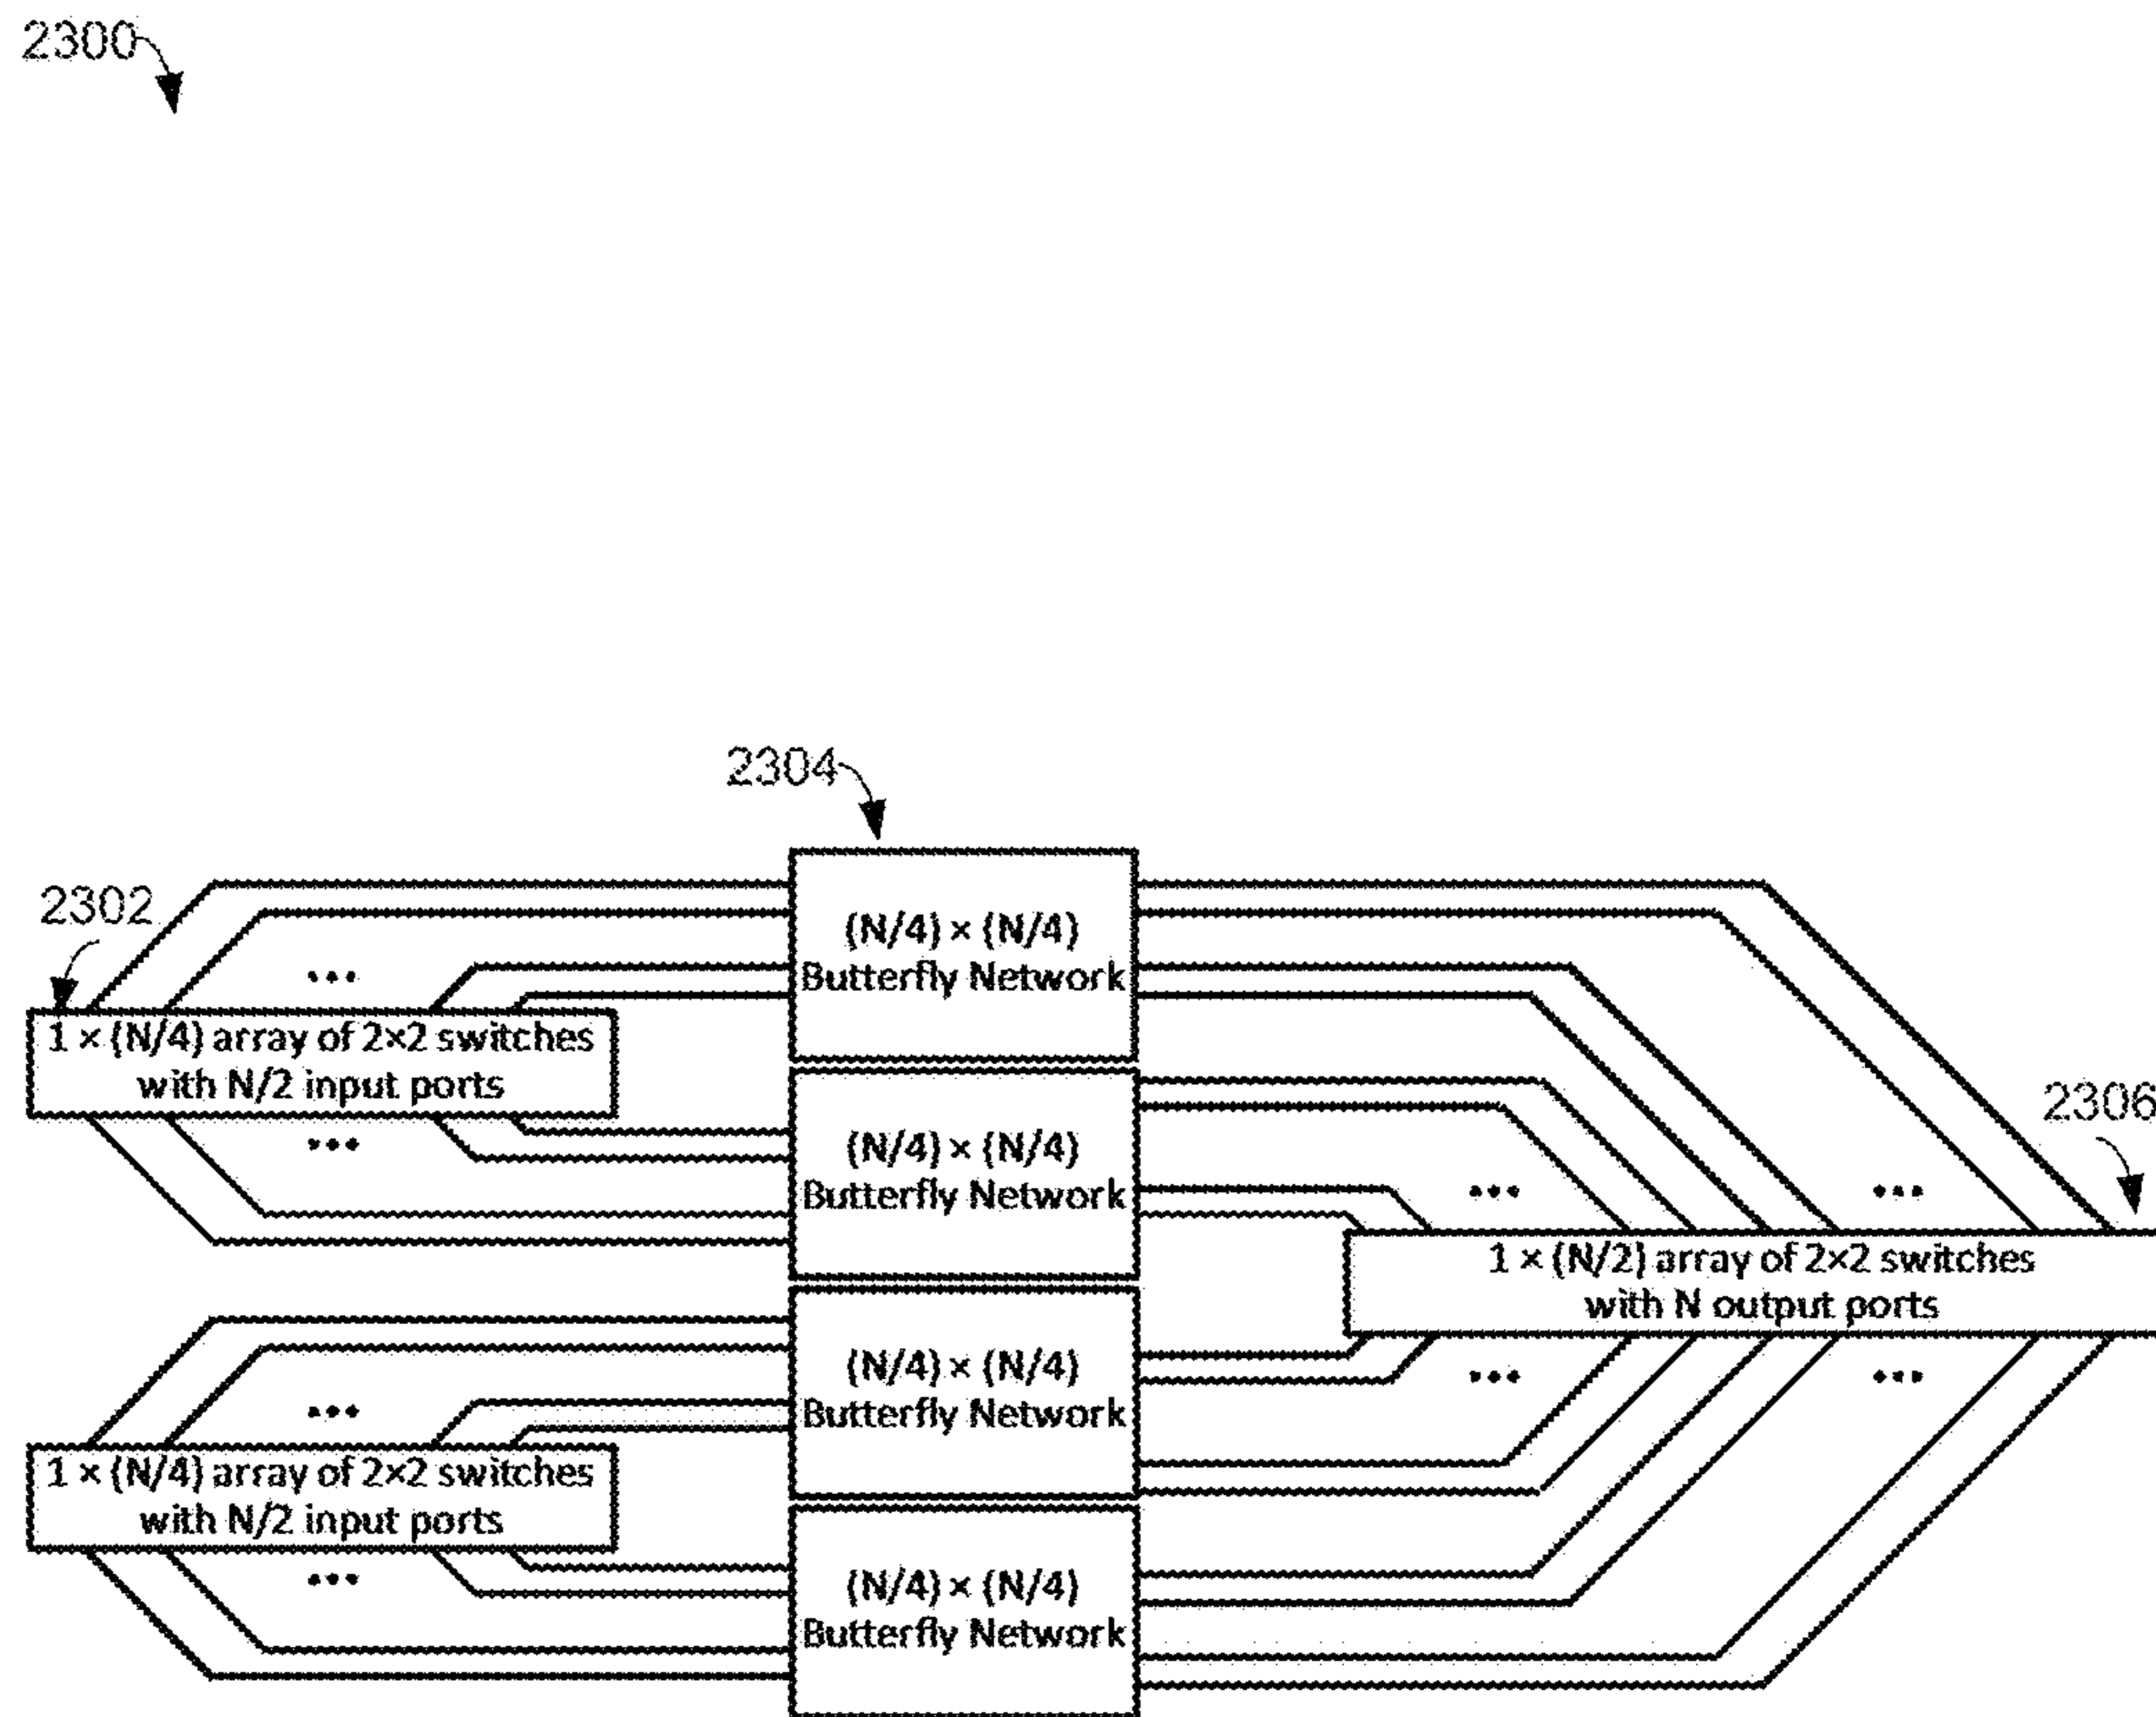 2300
2304
2302
(N/4) × (N/4)
Butterfly Network
...
1 × (N/4) array of 2×2 switches
with N/2 input ports
...
(N/4) × (N/4)
Butterfly Network
2306
... ...
1 × (N/2) array of 2×2 switches
with N output ports
... ...
(N/4) × (N/4)
Butterfly Network
...
1 × (N/4) array of 2×2 switches
with N/2 input ports
...
(N/4) × (N/4)
Butterfly Network